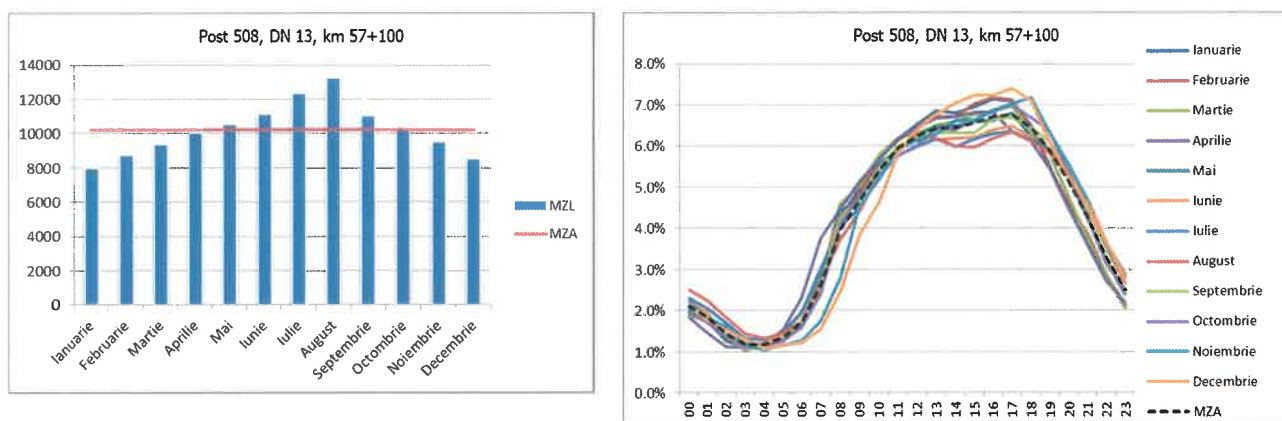 Post 508, DN 13, km 57+100
14000
12000
10000
8000
6000
4000
2000
0
Ianuarie
Februarie
Martie
Aprilie
Mai
Iunie
Iulie
August
Septembrie
Octombrie
Noiembrie
Decembrie
MZL
MZA
Post 508, DN 13, km 57+100
8.0%
7.0%
6.0%
5.0%
4.0%
3.0%
2.0%
1.0%
0.0%
00 01 02 03 04 05 06 07 08 09 10 11 12 13 14 15 16 17 18 19 20 21 22 23
Ianuarie
Februarie
Martie
Aprilie
Mai
Iunie
Iulie
August
Septembrie
Octombrie
Noiembrie
Decembrie
MZA